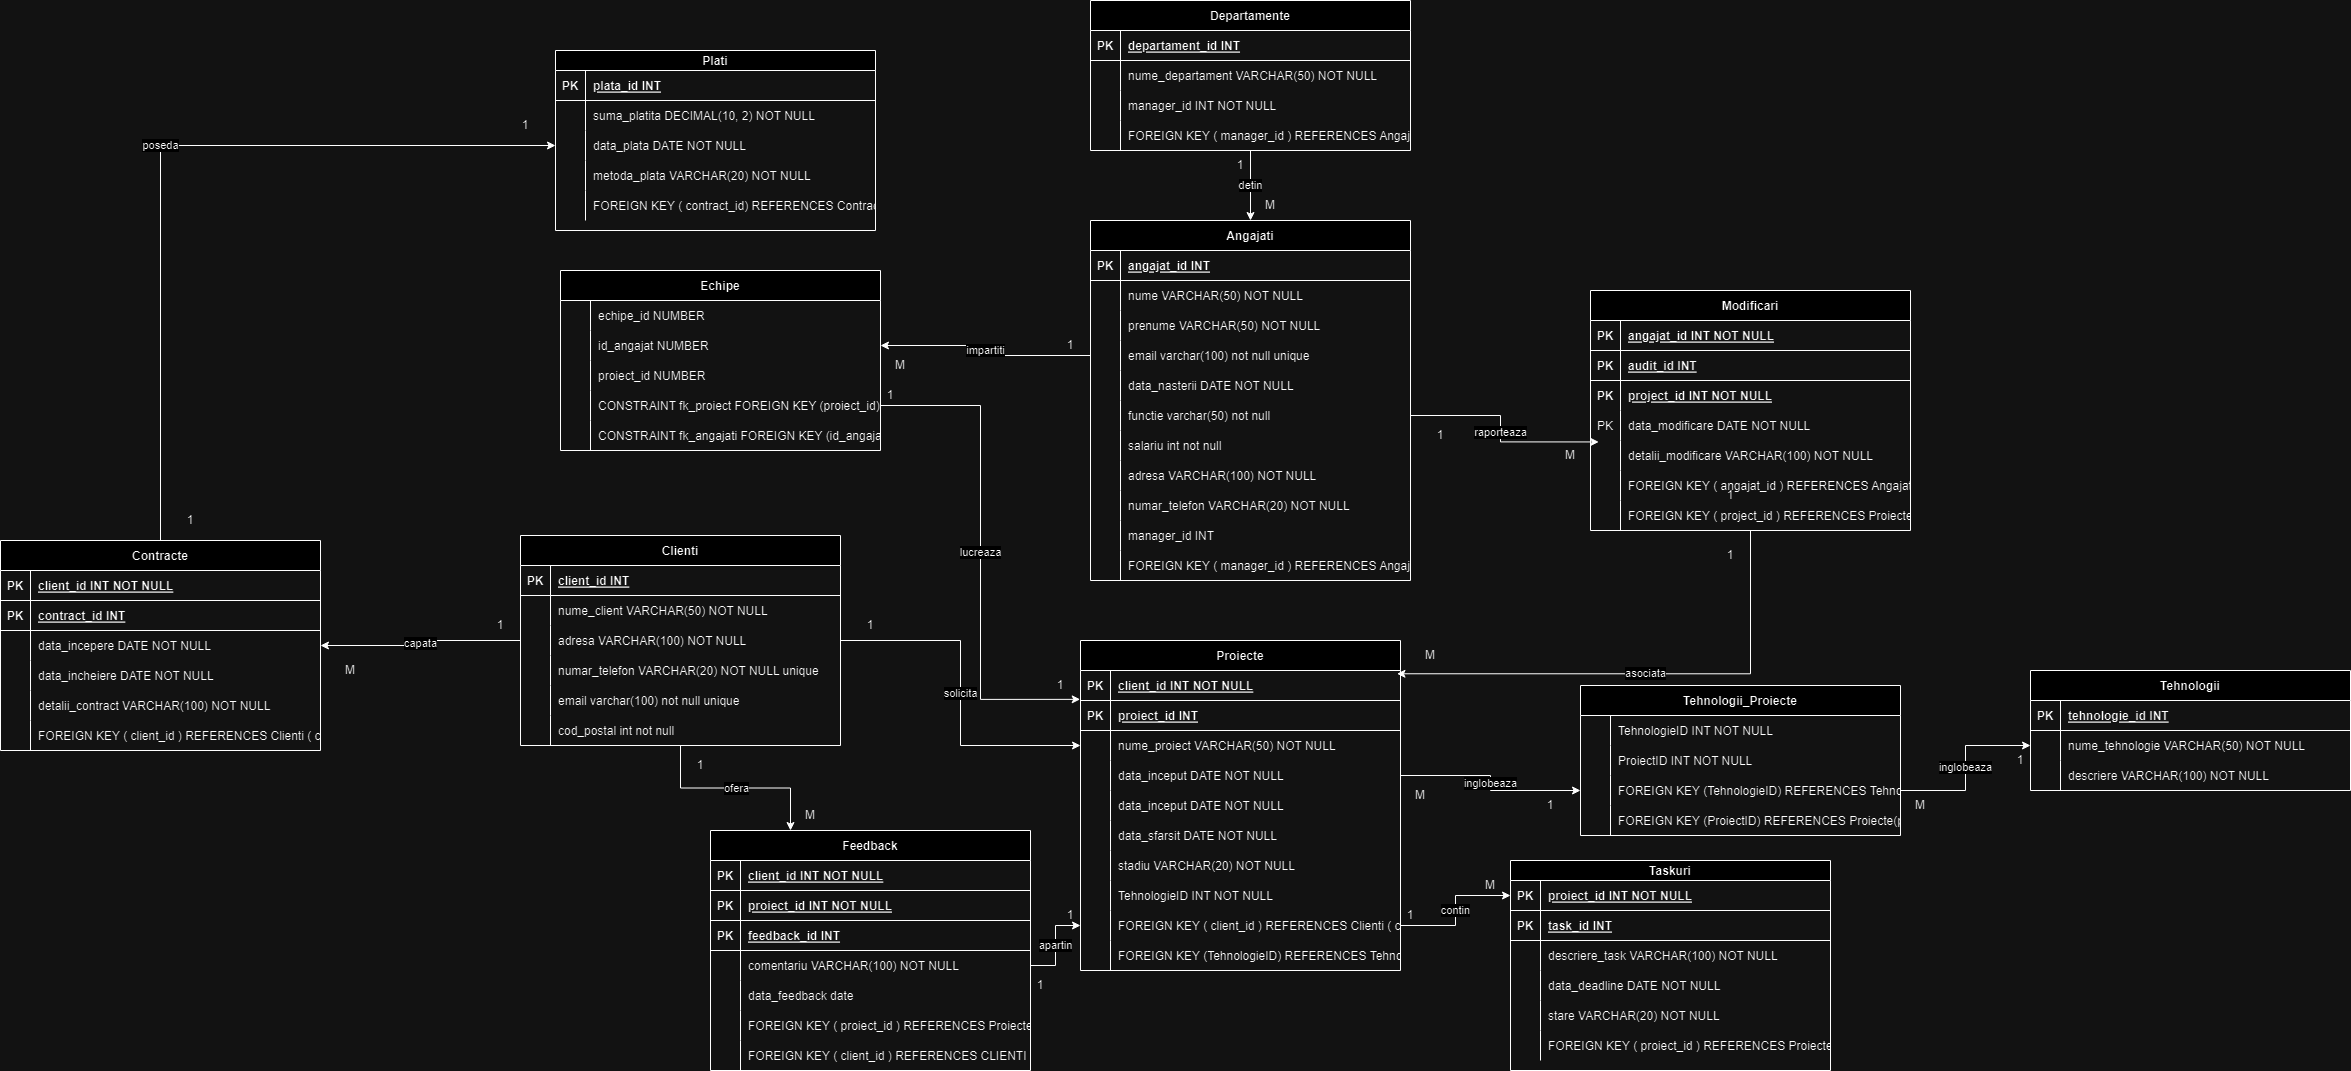 Departamente
PK departament_id INT
nume_departament VARCHAR(50) NOT NULL
manager_id INT NOT NULL
FOREIGN KEY ( manager_id ) REFERENCES Angaj
1
detin
M
Plati
PK plata_id INT
suma_platita DECIMAL(10, 2) NOT NULL
data_plata DATE NOT NULL
metoda_plata VARCHAR(20) NOT NULL
FOREIGN KEY ( contract_id) REFERENCES Contra
1
poseda
1
Angajati
PK angajat_id INT
nume VARCHAR(50) NOT NULL
prenume VARCHAR(50) NOT NULL
email varchar(100) not null unique
data_nasterii DATE NOT NULL
functie varchar(50) not null
salariu int not null
adresa VARCHAR(100) NOT NULL
numar_telefon VARCHAR(20) NOT NULL
manager_id INT
FOREIGN KEY ( manager_id ) REFERENCES Angaj
Echipe
echipe_id NUMBER
id_angajat NUMBER
proiect_id NUMBER
CONSTRAINT fk_proiect FOREIGN KEY (proiect_id)
CONSTRAINT fk_angajati FOREIGN KEY (id_angaja
M
impartiti
1
1
lucreaza
1
Modificari
PK angajat_id INT NOT NULL
PK audit_id INT
PK project_id INT NOT NULL
PK data_modificare DATE NOT NULL
detalii_modificare VARCHAR(100) NOT NULL
FOREIGN KEY ( angajat_id ) REFERENCES Angajat
1
FOREIGN KEY ( project_id ) REFERENCES Proiecte
1
raporteaza
M
1
asociata
M
Contracte
PK client_id INT NOT NULL
PK contract_id INT
data_incepere DATE NOT NULL
data_incheiere DATE NOT NULL
detalii_contract VARCHAR(100) NOT NULL
FOREIGN KEY ( client_id ) REFERENCES Clienti ( c
M
capata
1
Clienti
PK client_id INT
nume_client VARCHAR(50) NOT NULL
adresa VARCHAR(100) NOT NULL
numar_telefon VARCHAR(20) NOT NULL unique
email varchar(100) not null unique
cod_postal int not null
1
solicita
1
ofera
M
Proiecte
PK client_id INT NOT NULL
PK proiect_id INT
nume_proiect VARCHAR(50) NOT NULL
data_inceput DATE NOT NULL
data_inceput DATE NOT NULL
data_sfarsit DATE NOT NULL
stadiu VARCHAR(20) NOT NULL
TehnologieID INT NOT NULL
FOREIGN KEY ( client_id ) REFERENCES Clienti ( c
FOREIGN KEY (TehnologieID) REFERENCES Tehno
M
inglobeaza
1
Tehnologii_Proiecte
TehnologieID INT NOT NULL
ProiectID INT NOT NULL
FOREIGN KEY (TehnologieID) REFERENCES Tehno
FOREIGN KEY (ProiectID) REFERENCES Proiecte(p
M
inglobeaza
1
Tehnologii
PK tehnologie_id INT
nume_tehnologie VARCHAR(50) NOT NULL
descriere VARCHAR(100) NOT NULL
Feedback
PK client_id INT NOT NULL
PK proiect_id INT NOT NULL
PK feedback_id INT
comentariu VARCHAR(100) NOT NULL
data_feedback date
FOREIGN KEY ( proiect_id ) REFERENCES Proiecte
FOREIGN KEY ( client_id ) REFERENCES CLIENTI
1
apartin
1
1
contin
M
Taskuri
PK proiect_id INT NOT NULL
PK task_id INT
descriere_task VARCHAR(100) NOT NULL
data_deadline DATE NOT NULL
stare VARCHAR(20) NOT NULL
FOREIGN KEY ( proiect_id ) REFERENCES Proiecte